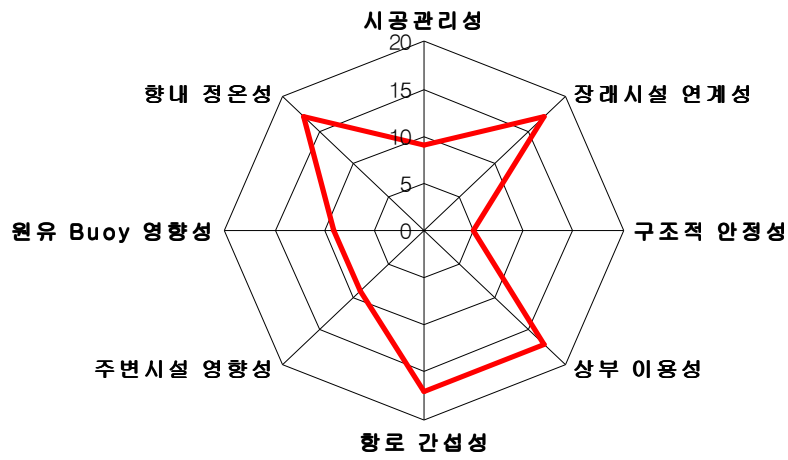 시공관리성
20
향내 정온성
15
장래시설 연계성
10
5
원유 Buoy 영향성
0
구조적 안정성
주변시설 영향성
상부 이용성
항로 간섭성